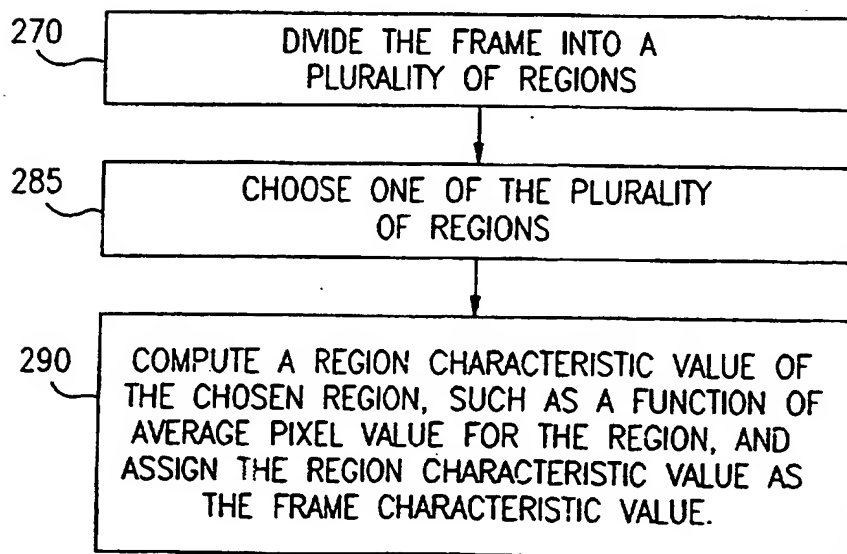 270
DIVIDE THE FRAME INTO A
PLURALITY OF REGIONS
285
CHOOSE ONE OF THE PLURALITY
OF REGIONS
290
COMPUTE A REGION CHARACTERISTIC VALUE OF
THE CHOSEN REGION, SUCH AS A FUNCTION OF
AVERAGE PIXEL VALUE FOR THE REGION, AND
ASSIGN THE REGION CHARACTERISTIC VALUE AS
THE FRAME CHARACTERISTIC VALUE.